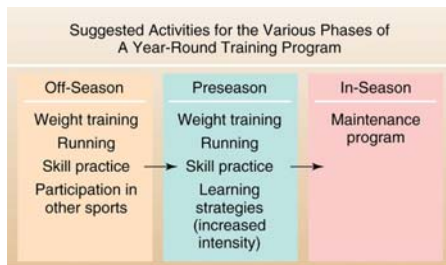 Suggested Activities for the Various Phases of
A Year-Round Training Program
Off-Season
Weight training
Running
Skill practice
Participation in
other sports
Preseason
Weight training
Running
Skill practice
Learning
strategies
(increased
intensity)
In-Season
Maintenance
program